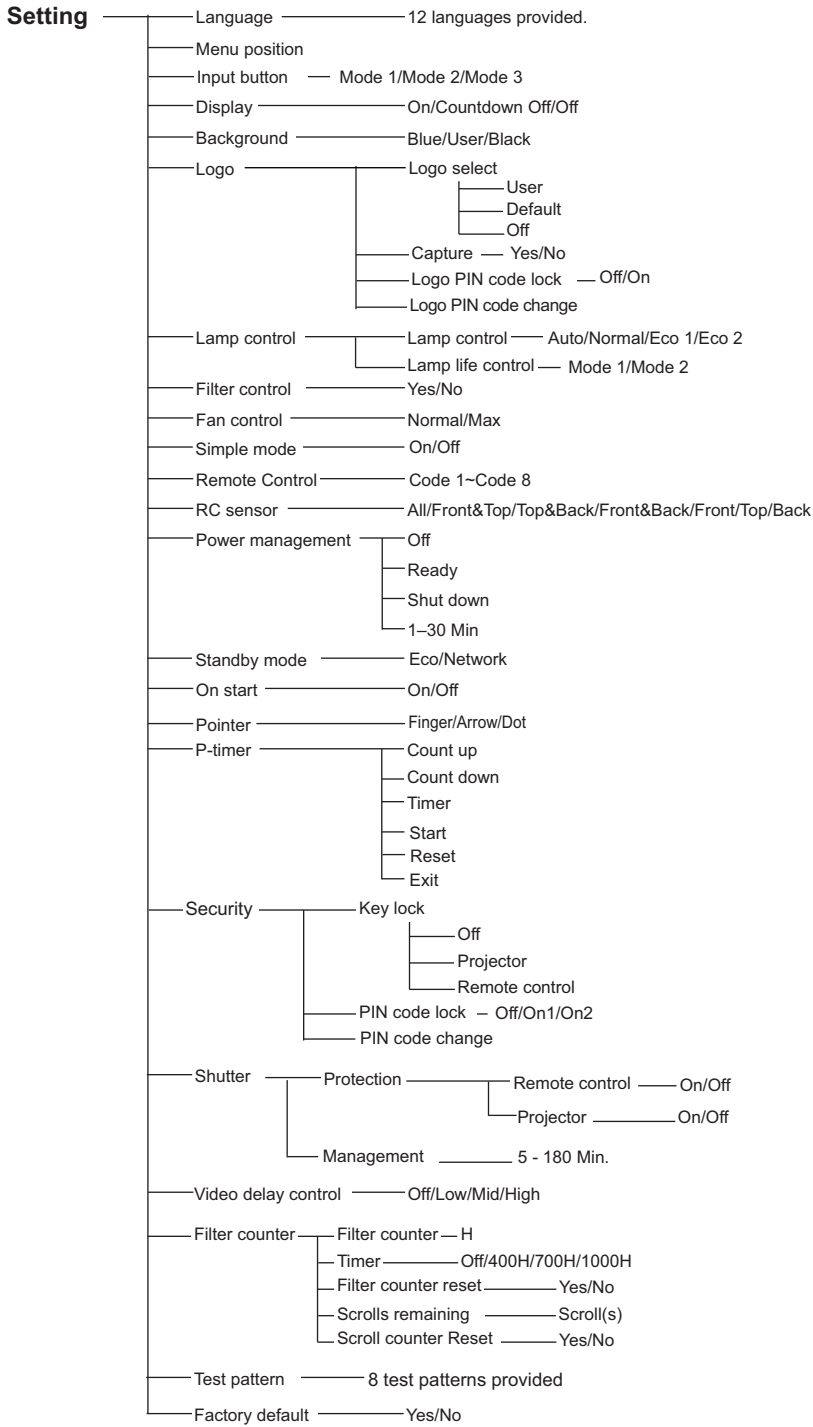 Setting Language 12 languages provided.
Menu position
Input button Mode 1/Mode 2/Mode 3
Display On/Countdown Off/Off
Background Blue/User/Black
Logo Logo select
User
Default
Off
Capture Yes/No
Logo PIN code lock Off/On
Logo PIN code change
Lamp control Lamp control Auto/Normal/Eco 1/Eco 2
Lamp life control Mode 1/Mode 2
Filter control Yes/No
Fan control Normal/Max
Simple mode On/Off
Remote Control Code 1~Code 8
RC sensor All/Front&Top/Top&Back/Front&Back/Front/Top/Back
Power management Off
Ready
Shut down
1–30 Min
Standby mode Eco/Network
On start On/Off
Pointer Finger/Arrow/Dot
P-timer Count up
Count down
Timer
Start
Reset
Exit
Security Key lock
Off
Projector
Remote control
PIN code lock Off/On1/On2
PIN code change
Shutter Protection Remote control On/Off
Projector On/Off
Management 5 - 180 Min.
Video delay control Off/Low/Mid/High
Filter counter Filter counter H
Timer Off/400H/700H/1000H
Filter counter reset Yes/No
Scrolls remaining Scroll(s)
Scroll counter Reset Yes/No
Test pattern 8 test patterns provided
Factory default Yes/No